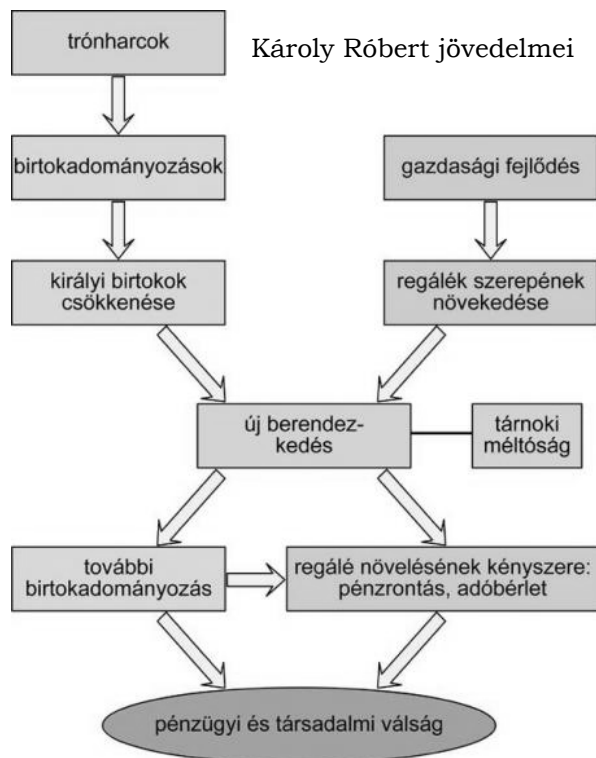 trónharcok
Károly Róbert jövedelmei
birtokadományozások
gazdasági fejlődés
királyi birtokok
csökkenése
regálék szerepének
növekedése
új berendez-
kedés
tárnoki
méltóság
további
birtokadományozás
regálé növelésének kényszere:
pénzrontás, adóbérlet
pénzügyi és társadalmi válság